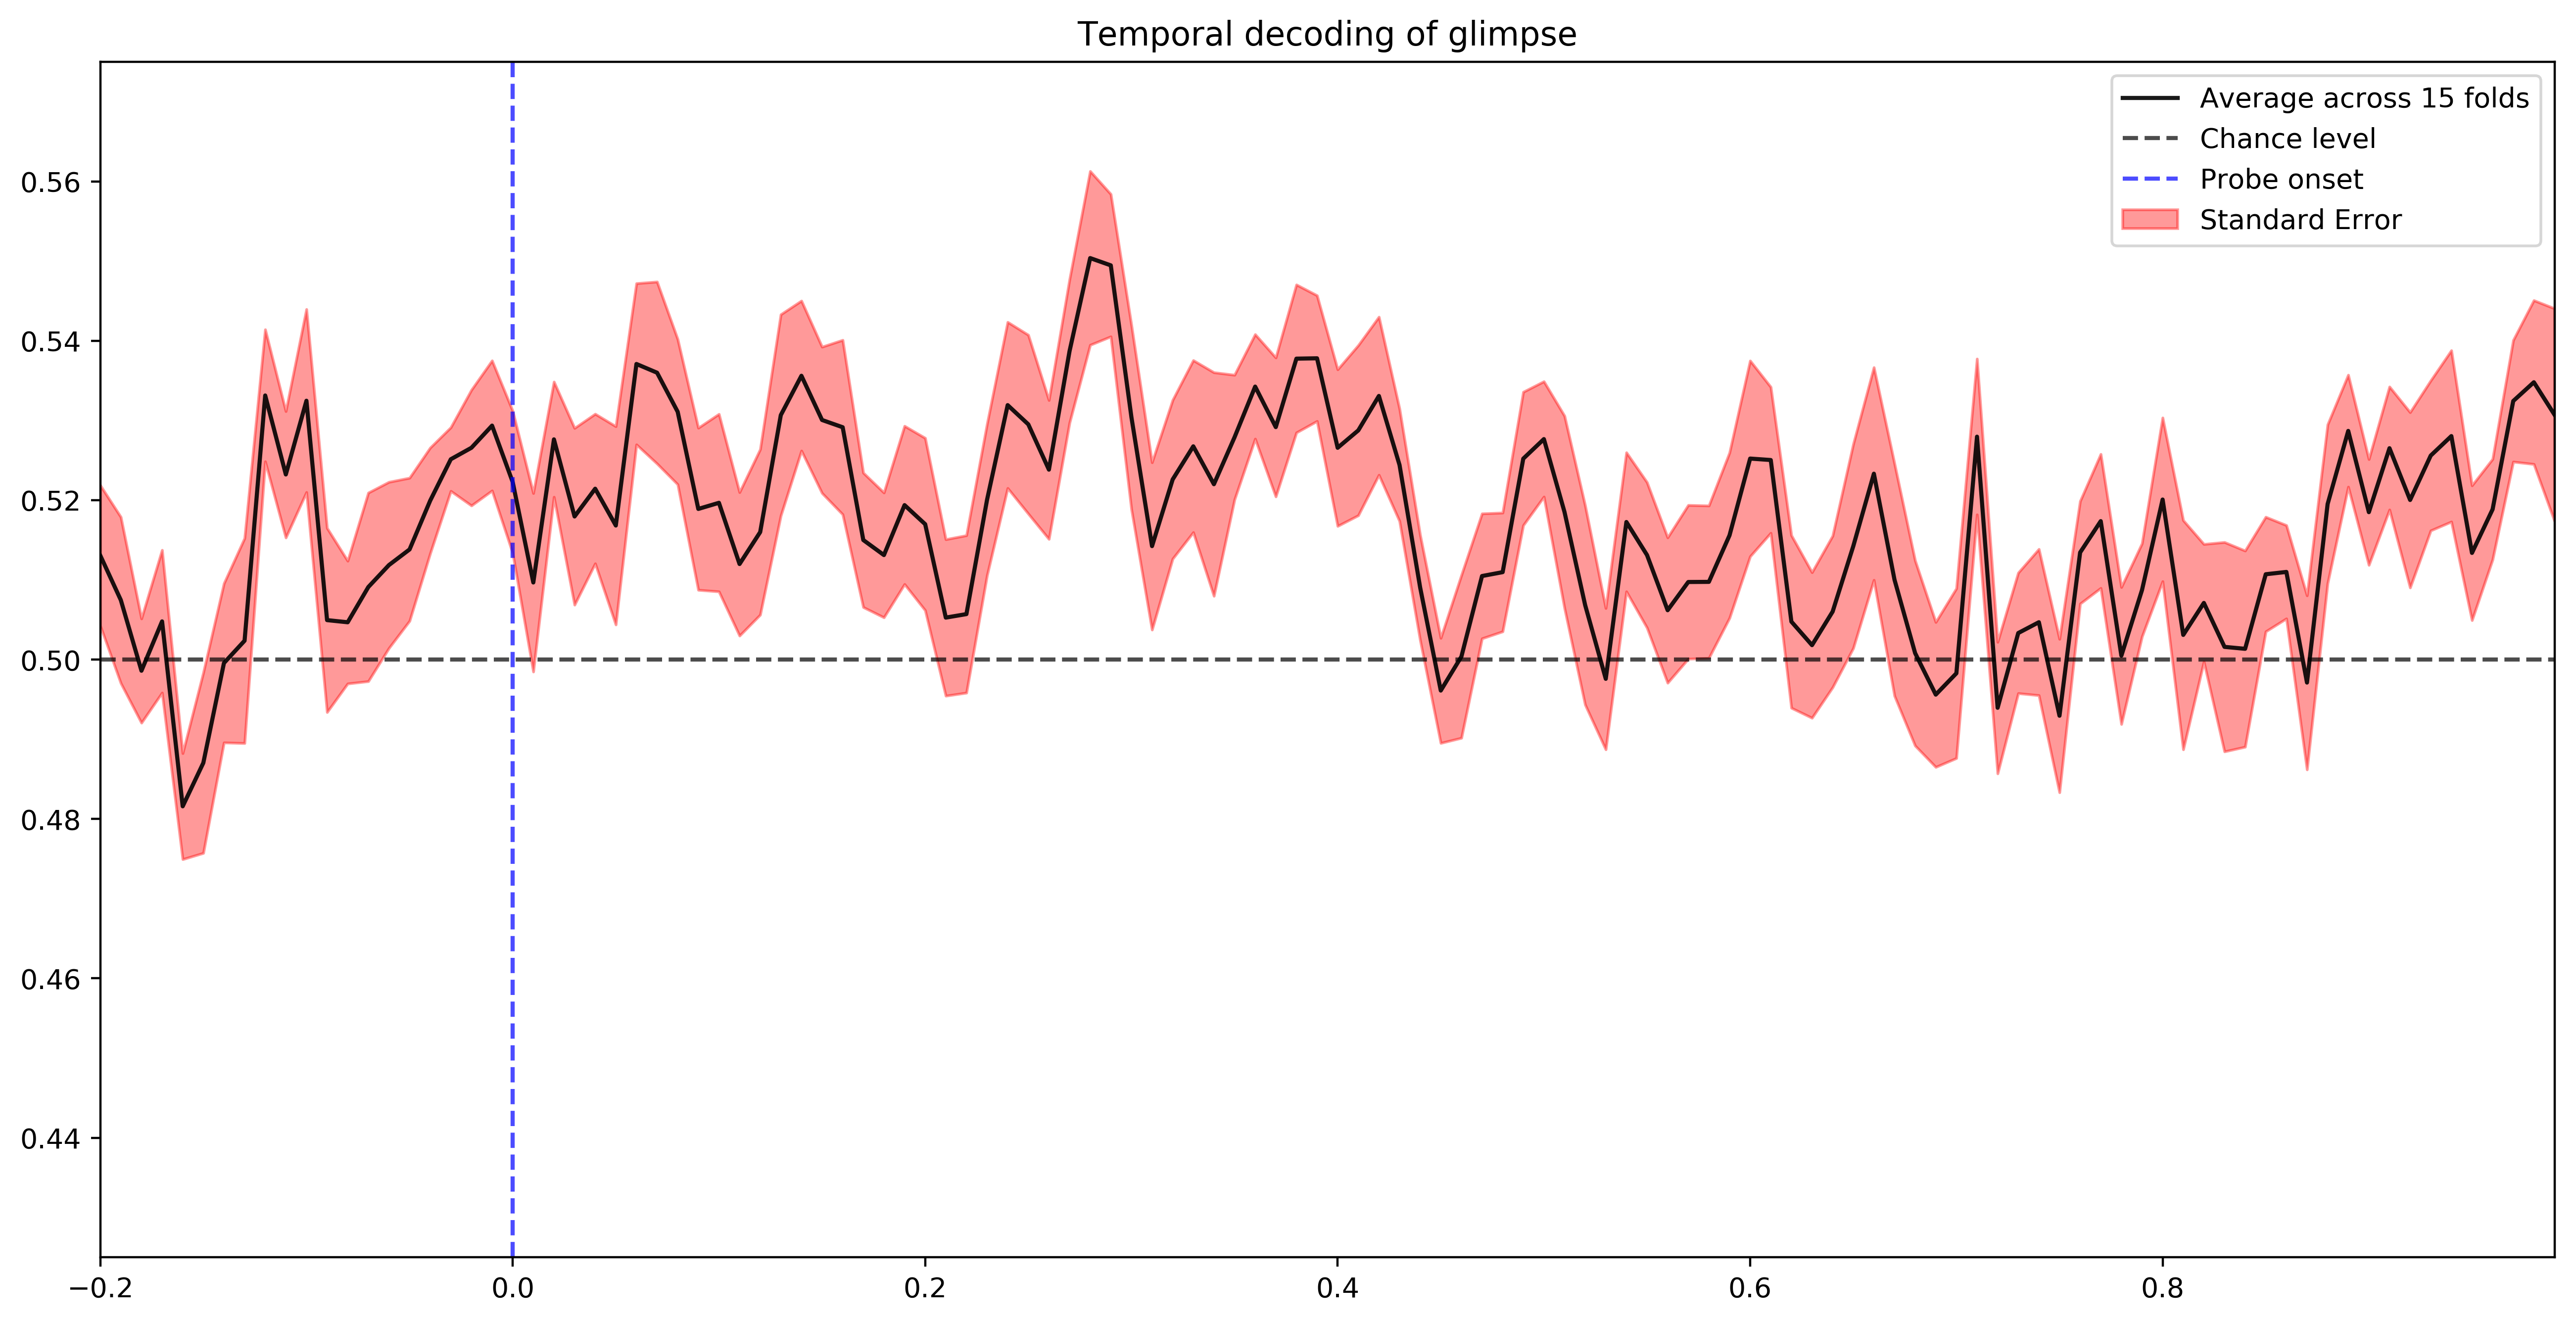 Temporal decoding of glimpse
Average across 15 folds
Chance level
Probe onset
Standard Error
0.56
0.54
0.52
0.50
0.48
0.46
0.44
−0.2
0.0
0.2
0.4
0.6
0.8